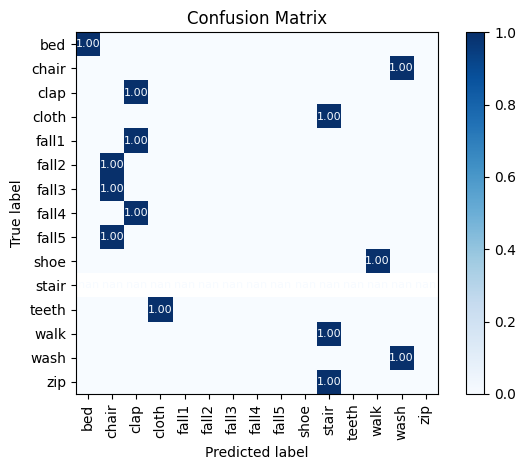 Confusion Matrix
bed 1.00
chair 1.00
clap 1.00
cloth 1.00
fall1 1.00
fall2 1.00
fall3 1.00
fall4 1.00
fall5 1.00
shoe 1.00
stair
teeth 1.00
walk 1.00
wash 1.00
zip 1.00
True label
bed chair clap cloth fall1 fall2 fall3 fall4 fall5 shoe stair teeth walk wash zip
Predicted label
1.0
0.8
0.6
0.4
0.2
0.0